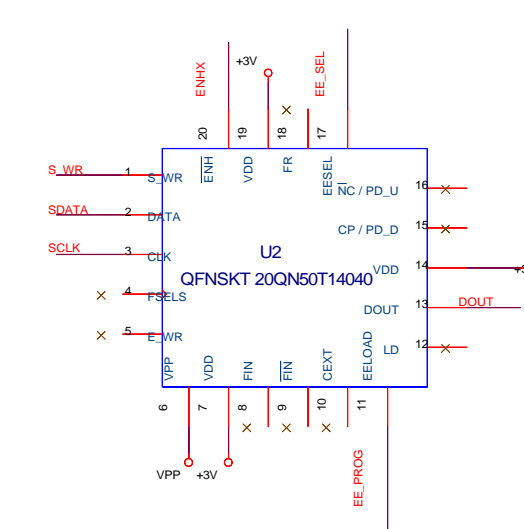 ENHX
+3V
EE_SEL
20
19
18
17
ENH
VDD
FR
EESEL
S_WR
1
S_WR
SDATA
2
DATA
SCLK
3
CLK
4
FSELS
5
E_WR
NC / PD_U
16
CP / PD_D
15
VDD
14
+3
DOUT
13
DOUT
LD
12
U2
QFNSKT 20QN50T14040
VPP
VDD
FIN
FIN
CEXT
EELOAD
6
7
8
9
10
11
VPP
+3V
EE_PROG